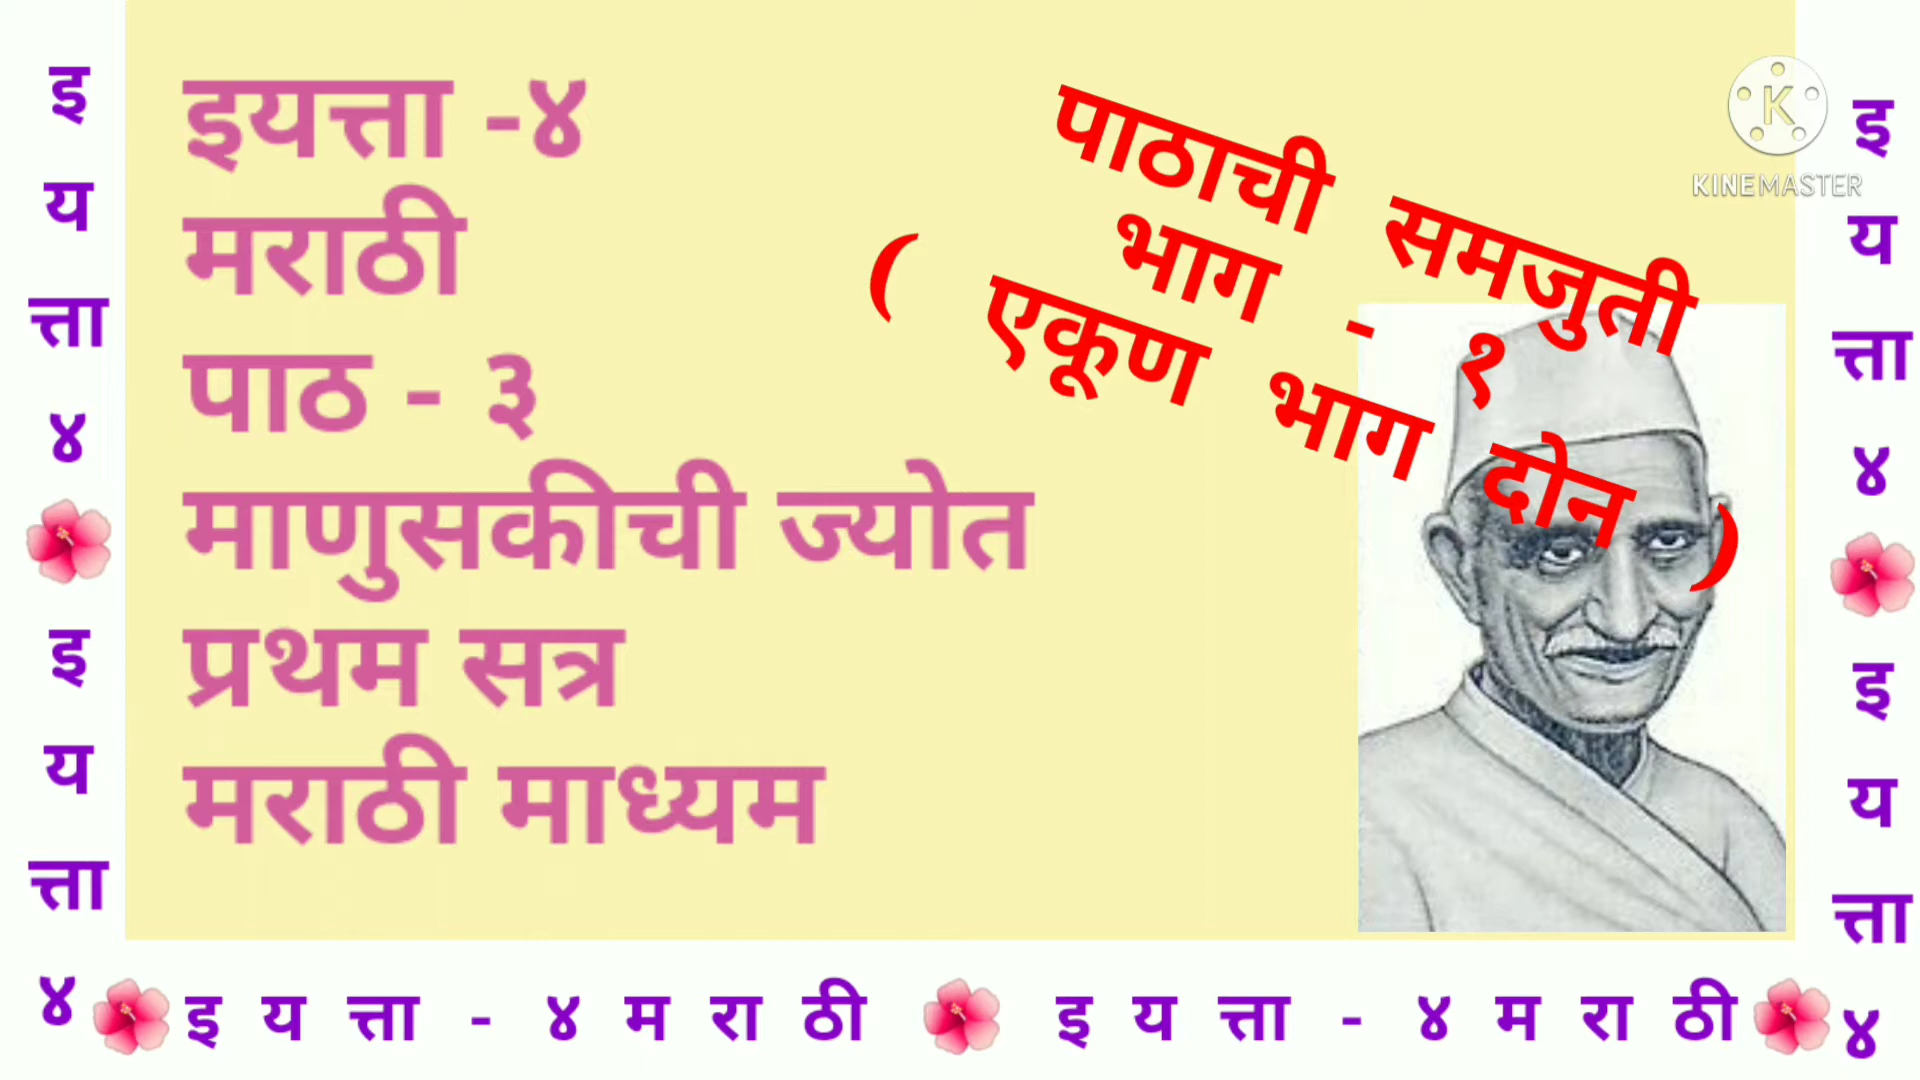 इयत्ता -४
मराठी
पाठ - ३
माणुसकीची ज्योत
प्रथम सत्र
मराठी माध्यम
पाठाची समजुती
भाग - १
( एकूण भाग दोन )
KINEMASTER
इ य त्ता ४ इ य त्ता ४
इ य त्ता - ४ म रा ठी इ य त्ता - ४ म रा ठी
इ य त्ता ४ इ य त्ता ४